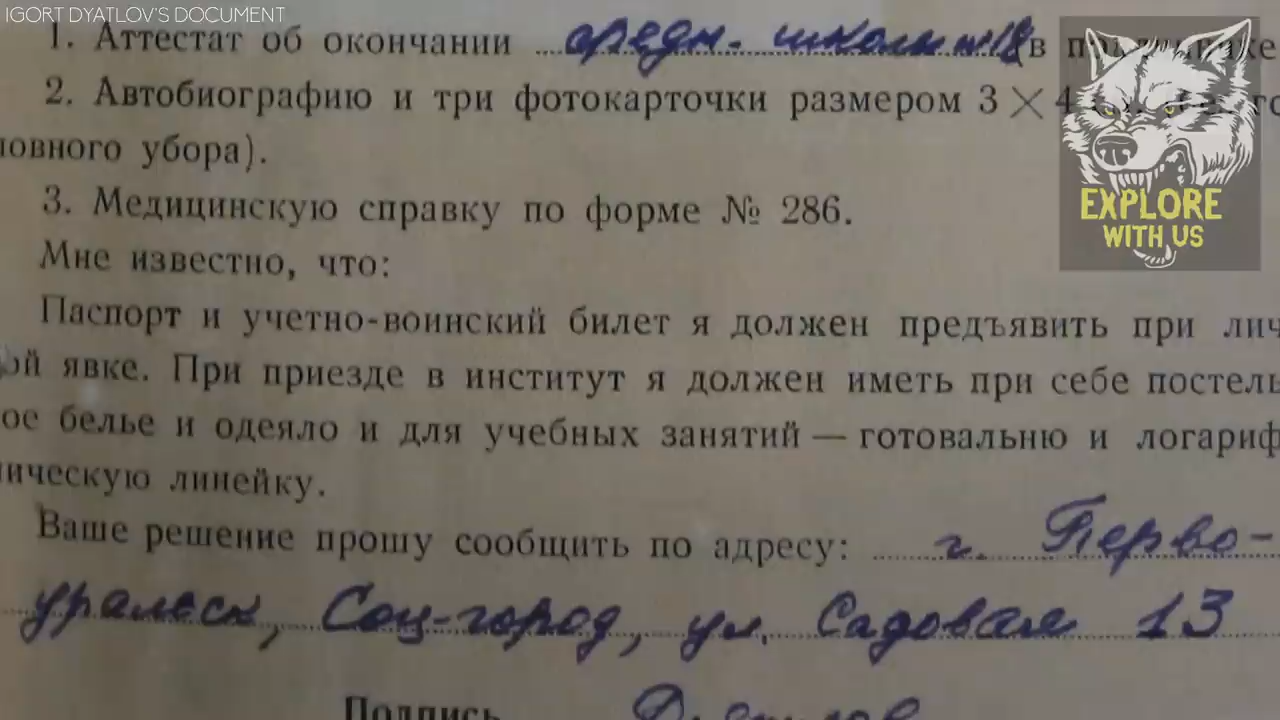 IGORT DYATLOV'S DOCUMENT
1. Аттестат об окончании средн. школы №12 (в
2. Автобиографию и три фотокарточки размером 3×4
ловного убора).
3. Медицинскую справку по форме № 286.
Мне известно, что:
Паспорт и учетно-воинский билет я должен предъявить при лич
ой явке. При приезде в институт я должен иметь при себе постель
ое белье и одеяло и для учебных занятий — готовальню и логариф
ическую линейку.
Ваше решение прошу сообщить по адресу: г. Перво-
уральск, Соц-город, ул. Садовая 13
Подпись
EXPLORE
WITH US